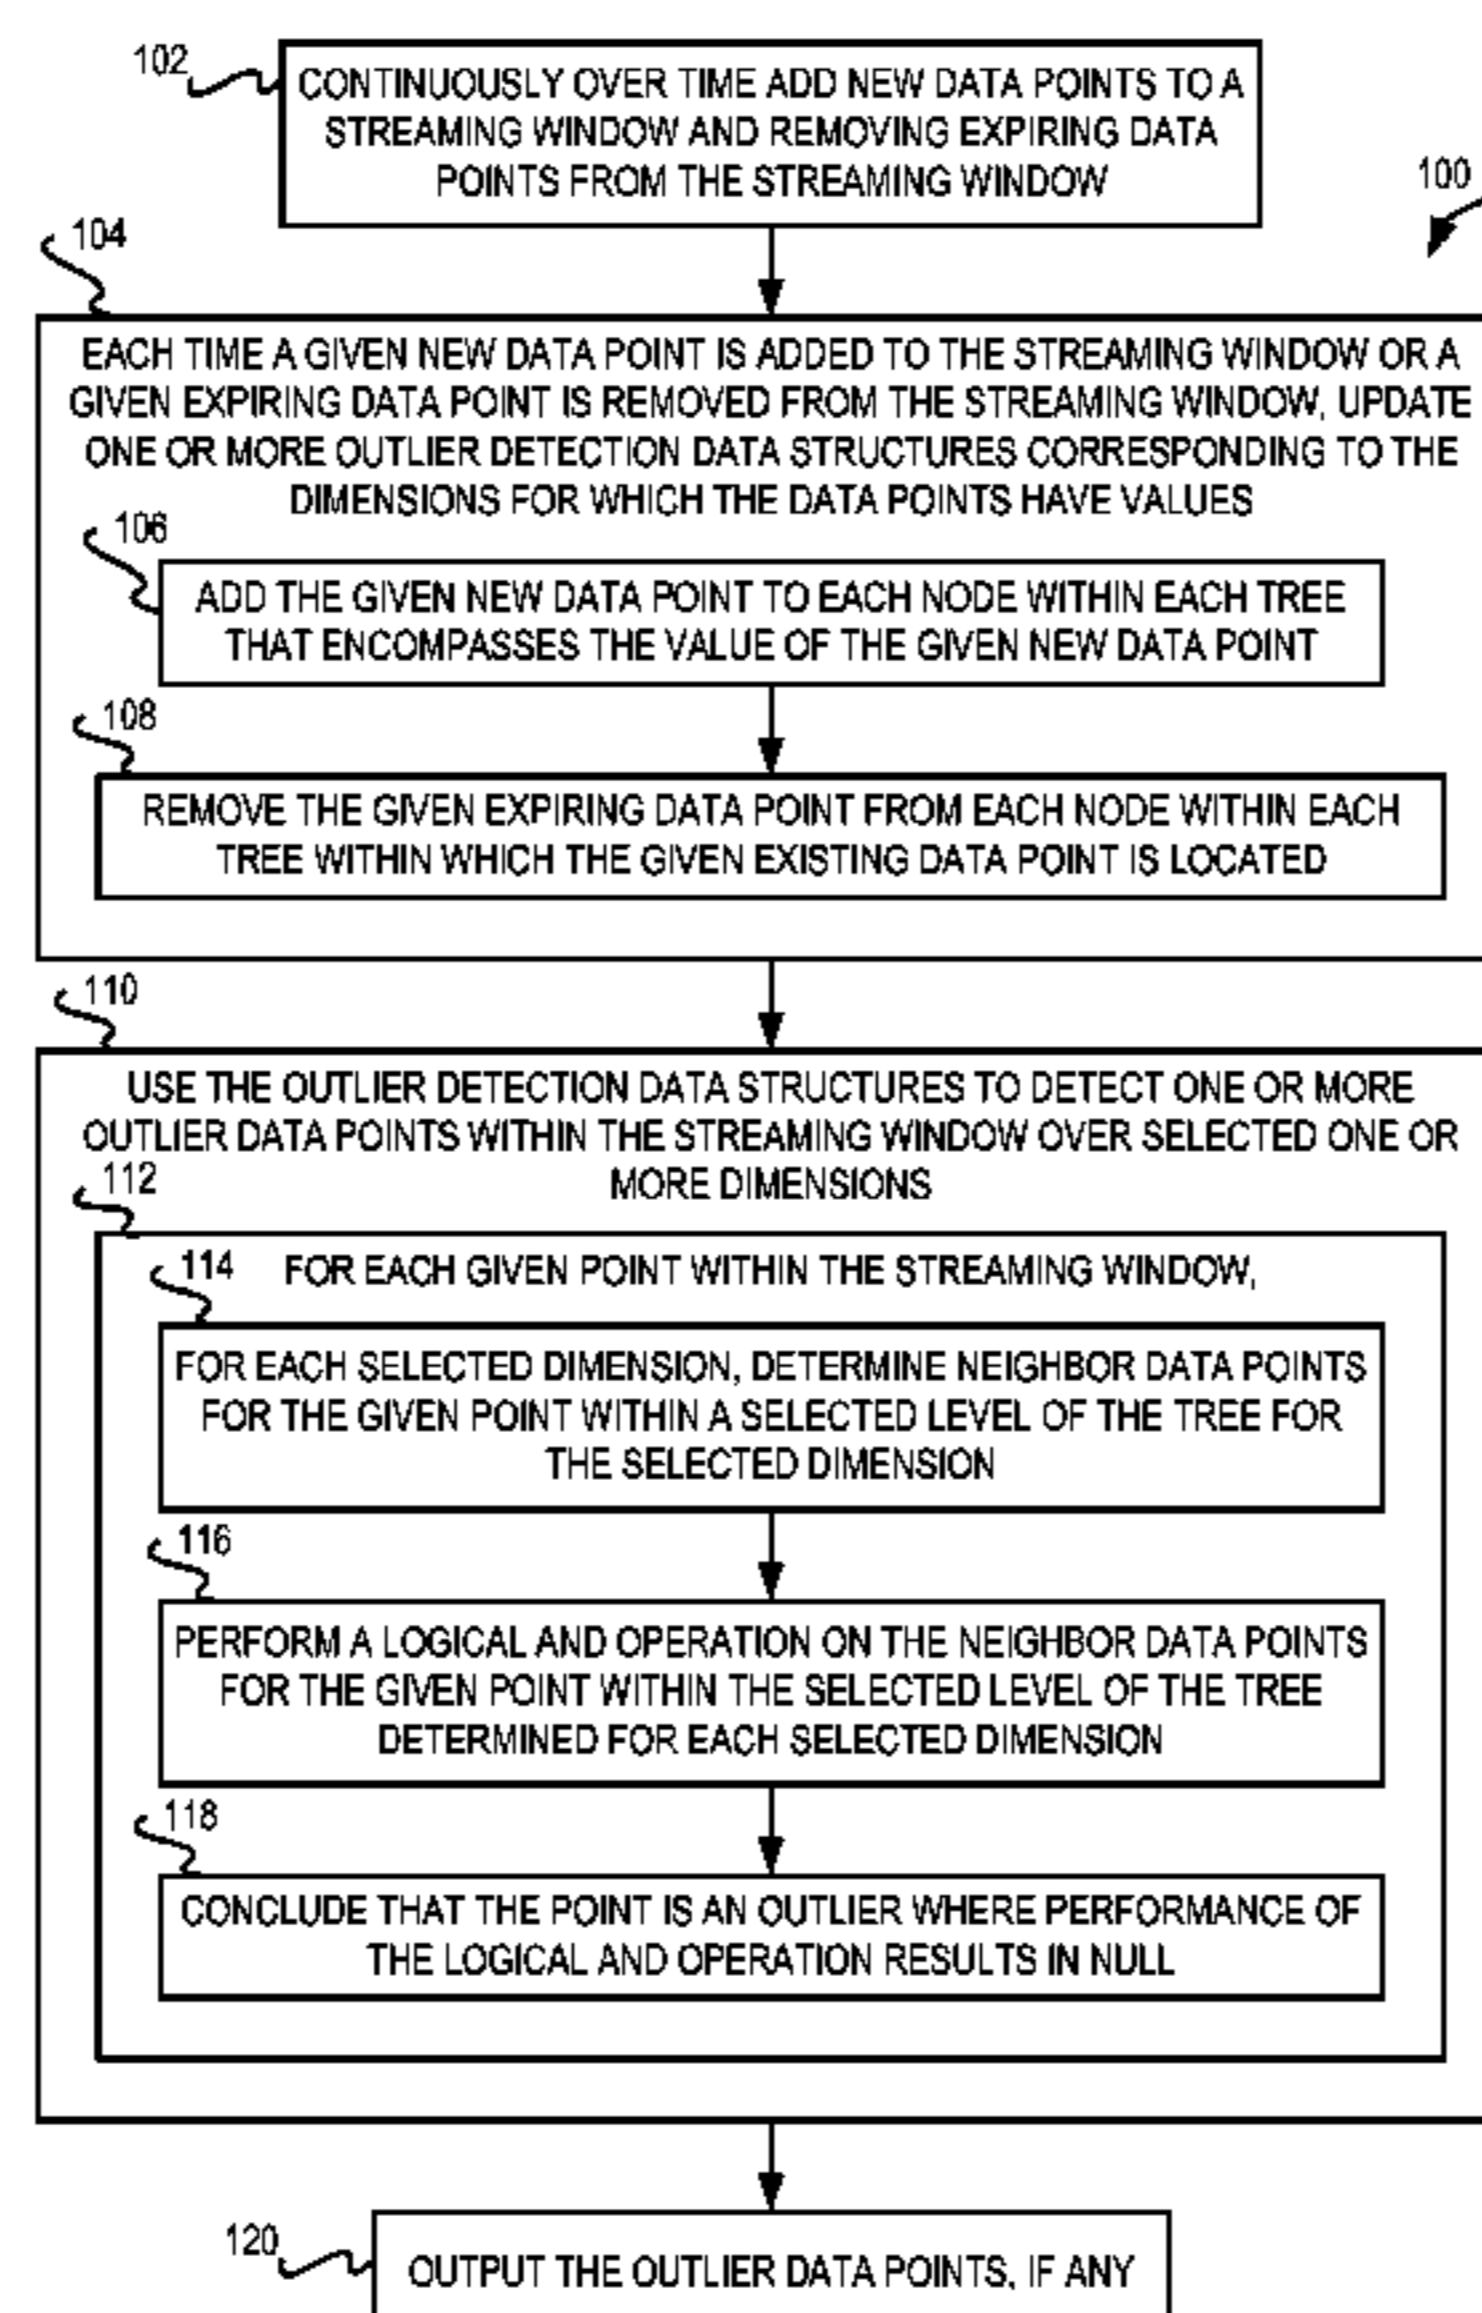 102
CONTINUOUSLY OVER TIME ADD NEW DATA POINTS TO A
STREAMING WINDOW AND REMOVING EXPIRING DATA
POINTS FROM THE STREAMING WINDOW
100
104
EACH TIME A GIVEN NEW DATA POINT IS ADDED TO THE STREAMING WINDOW OR A
GIVEN EXPIRING DATA POINT IS REMOVED FROM THE STREAMING WINDOW, UPDATE
ONE OR MORE OUTLIER DETECTION DATA STRUCTURES CORRESPONDING TO THE
DIMENSIONS FOR WHICH THE DATA POINTS HAVE VALUES
106
ADD THE GIVEN NEW DATA POINT TO EACH NODE WITHIN EACH TREE
THAT ENCOMPASSES THE VALUE OF THE GIVEN NEW DATA POINT
108
REMOVE THE GIVEN EXPIRING DATA POINT FROM EACH NODE WITHIN EACH
TREE WITHIN WHICH THE GIVEN EXISTING DATA POINT IS LOCATED
110
USE THE OUTLIER DETECTION DATA STRUCTURES TO DETECT ONE OR MORE
OUTLIER DATA POINTS WITHIN THE STREAMING WINDOW OVER SELECTED ONE OR
MORE DIMENSIONS
112
114
FOR EACH GIVEN POINT WITHIN THE STREAMING WINDOW,
FOR EACH SELECTED DIMENSION, DETERMINE NEIGHBOR DATA POINTS
FOR THE GIVEN POINT WITHIN A SELECTED LEVEL OF THE TREE FOR
THE SELECTED DIMENSION
116
PERFORM A LOGICAL AND OPERATION ON THE NEIGHBOR DATA POINTS
FOR THE GIVEN POINT WITHIN THE SELECTED LEVEL OF THE TREE
DETERMINED FOR EACH SELECTED DIMENSION
118
CONCLUDE THAT THE POINT IS AN OUTLIER WHERE PERFORMANCE OF
THE LOGICAL AND OPERATION RESULTS IN NULL
120
OUTPUT THE OUTLIER DATA POINTS, IF ANY